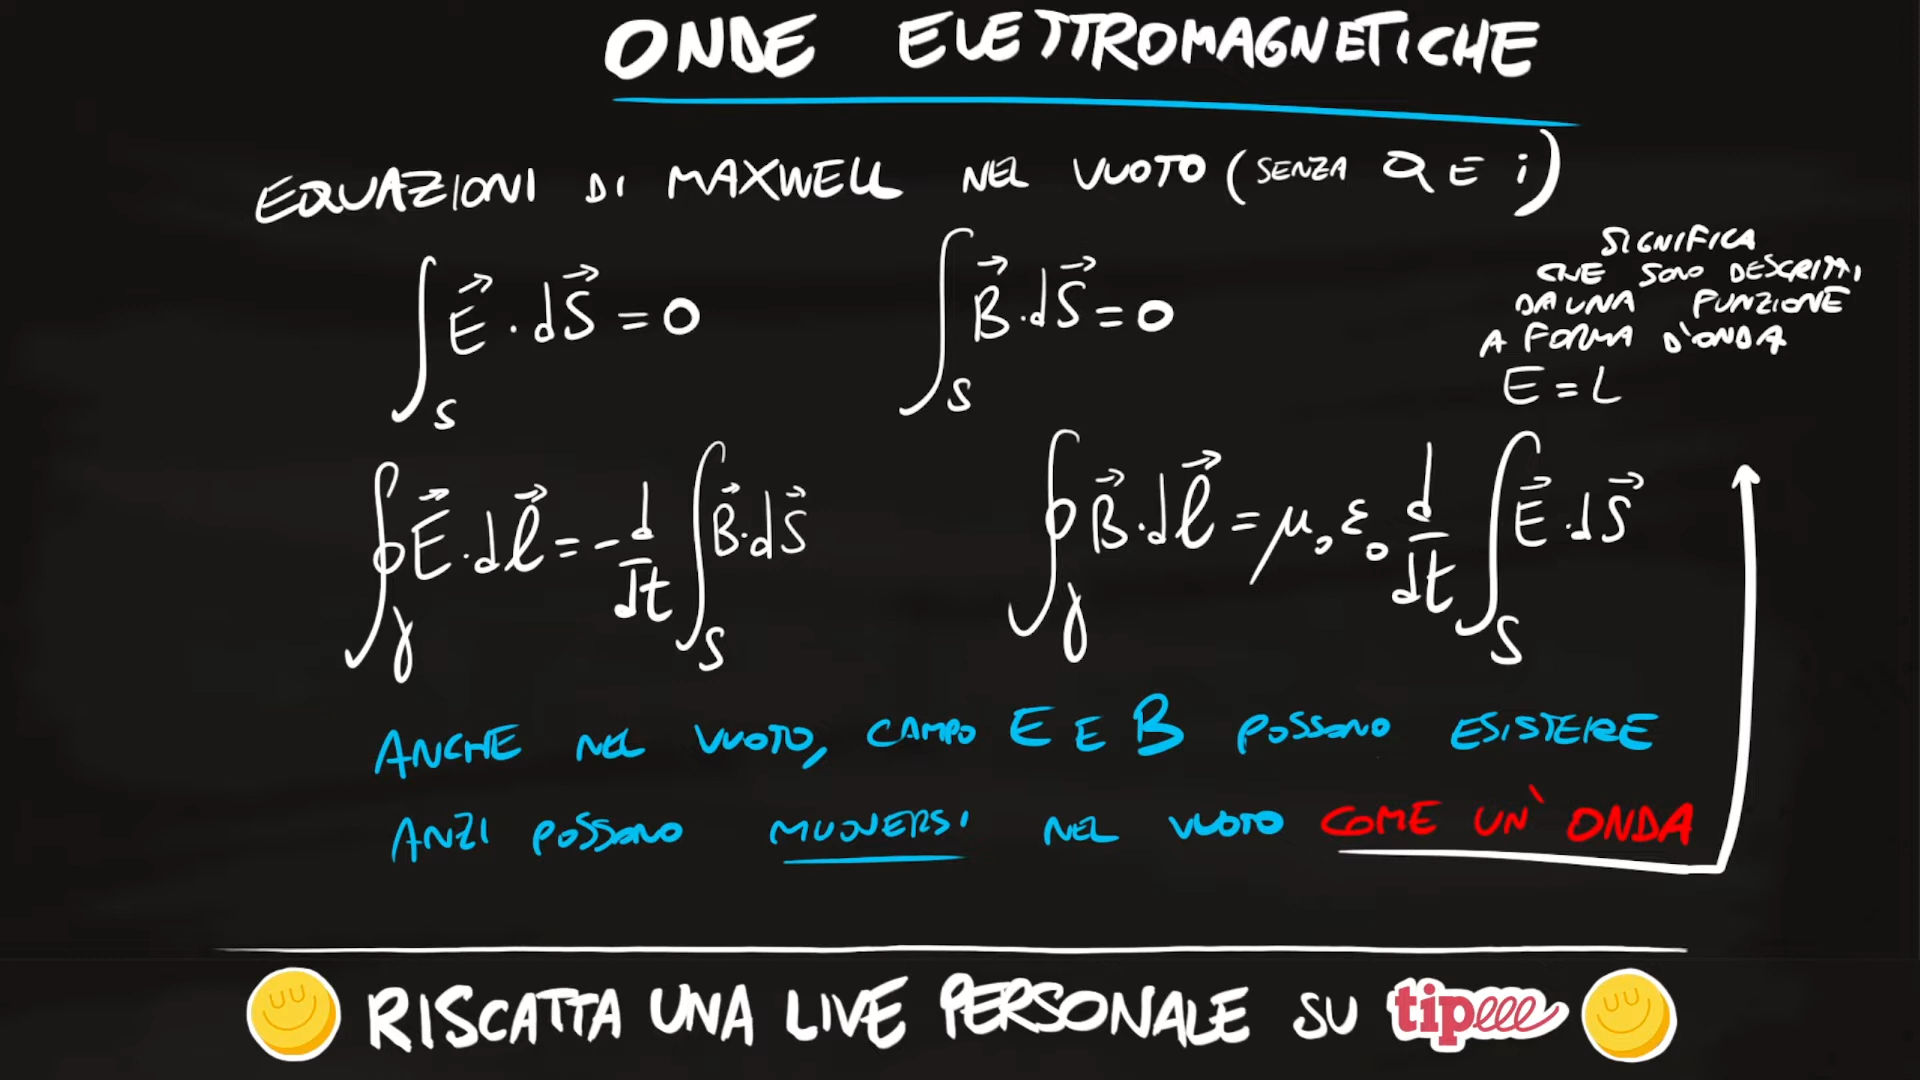 ONDE ELETTROMAGNETICHE
EQUAZIONI DI MAXWELL NEL VUOTO (SENZA Q E i)
SIGNIFICA
CHE SONO DESCRITTI
DA UNA FUNZIONE
A FORMA D'ONDA
E = L
∫_S E⃗ · dS⃗ = 0
∫_S B⃗ · dS⃗ = 0
∮_γ E⃗ · dℓ⃗ = - d/dt ∫_S B⃗ · dS⃗
∮_γ B⃗ · dℓ⃗ = μ₀ ε₀ d/dt ∫_S E⃗ · dS⃗
ANCHE NEL VUOTO, CAMPO E E B POSSONO ESISTERE
ANZI POSSONO MUOVERSI NEL VUOTO COME UN' ONDA
RISCATTA UNA LIVE PERSONALE SU tipeee